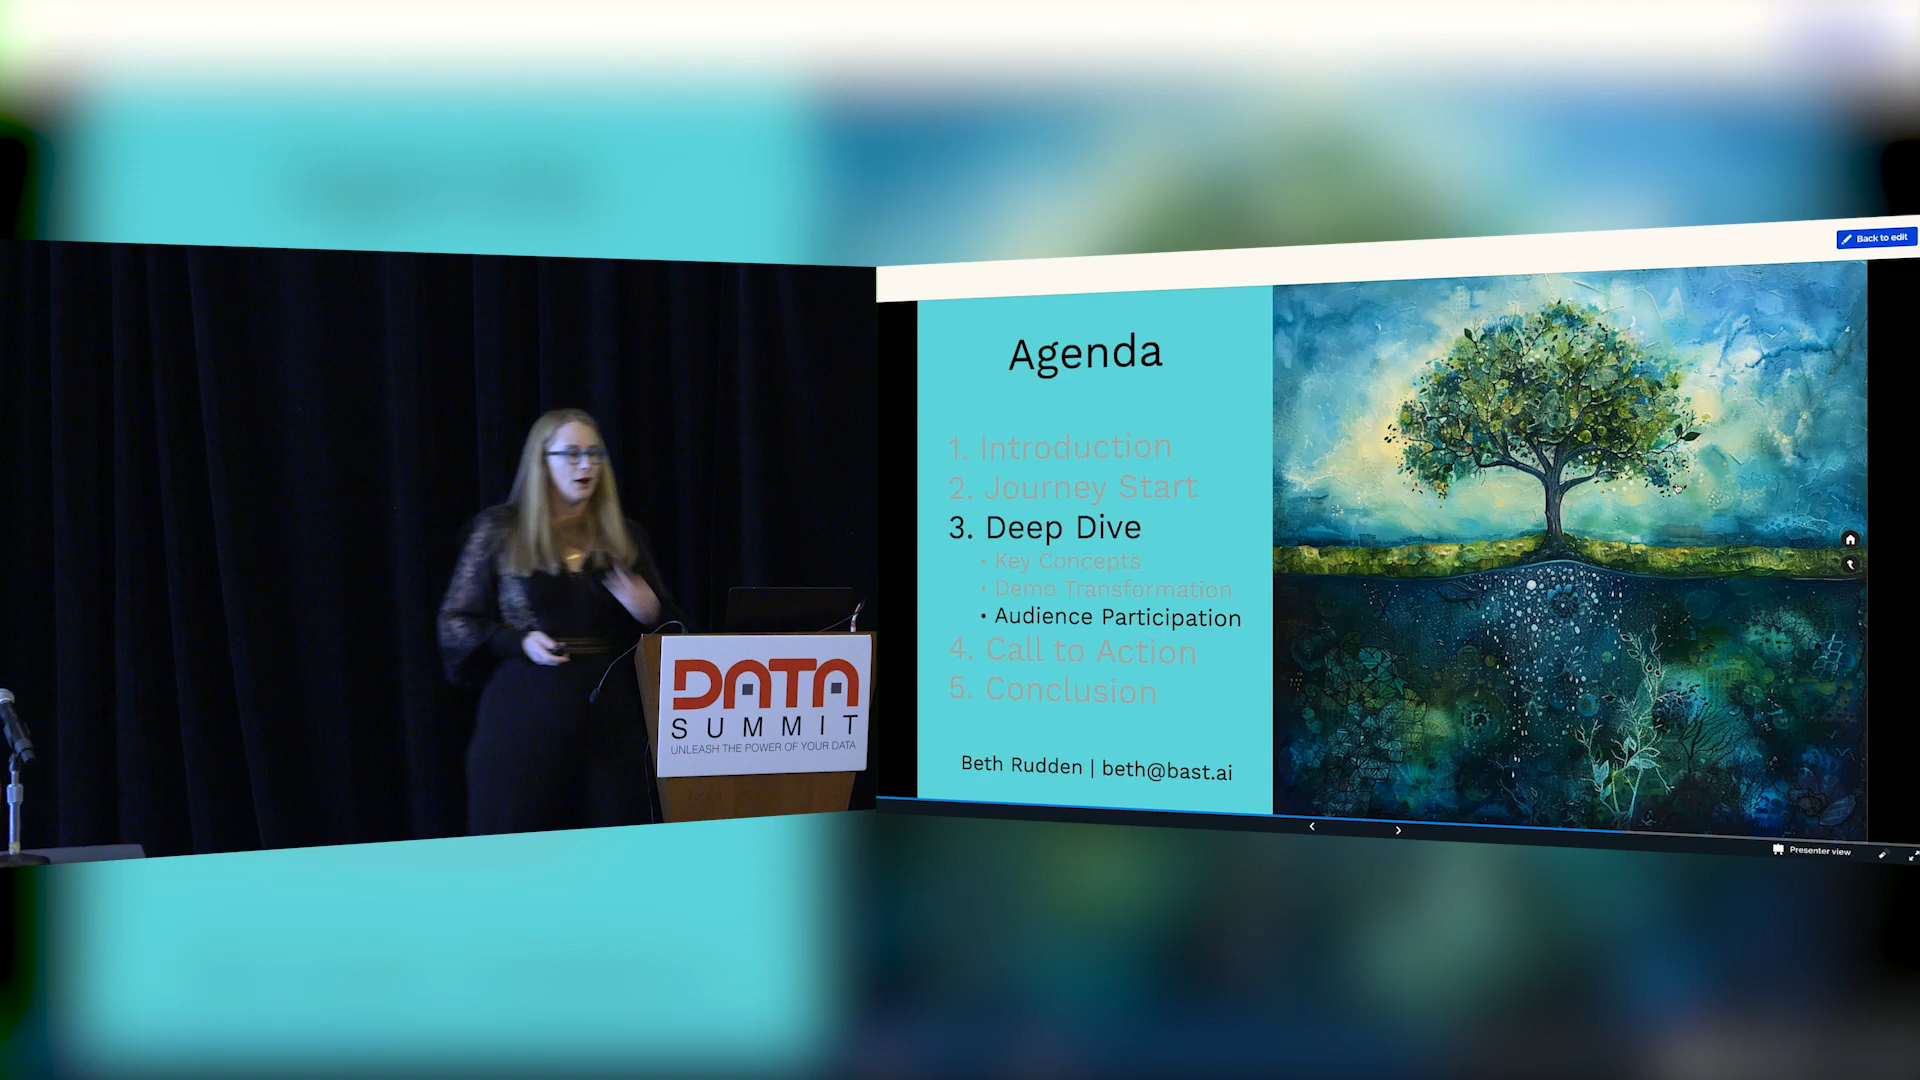 DATA
SUMMIT
UNLEASH THE POWER OF YOUR DATA
Back to edit
Agenda
1. Introduction
2. Journey Start
3. Deep Dive
• Key Concepts
• Demo Transformation
• Audience Participation
4. Call to Action
5. Conclusion
Beth Rudden | beth@bast.ai
Presenter view